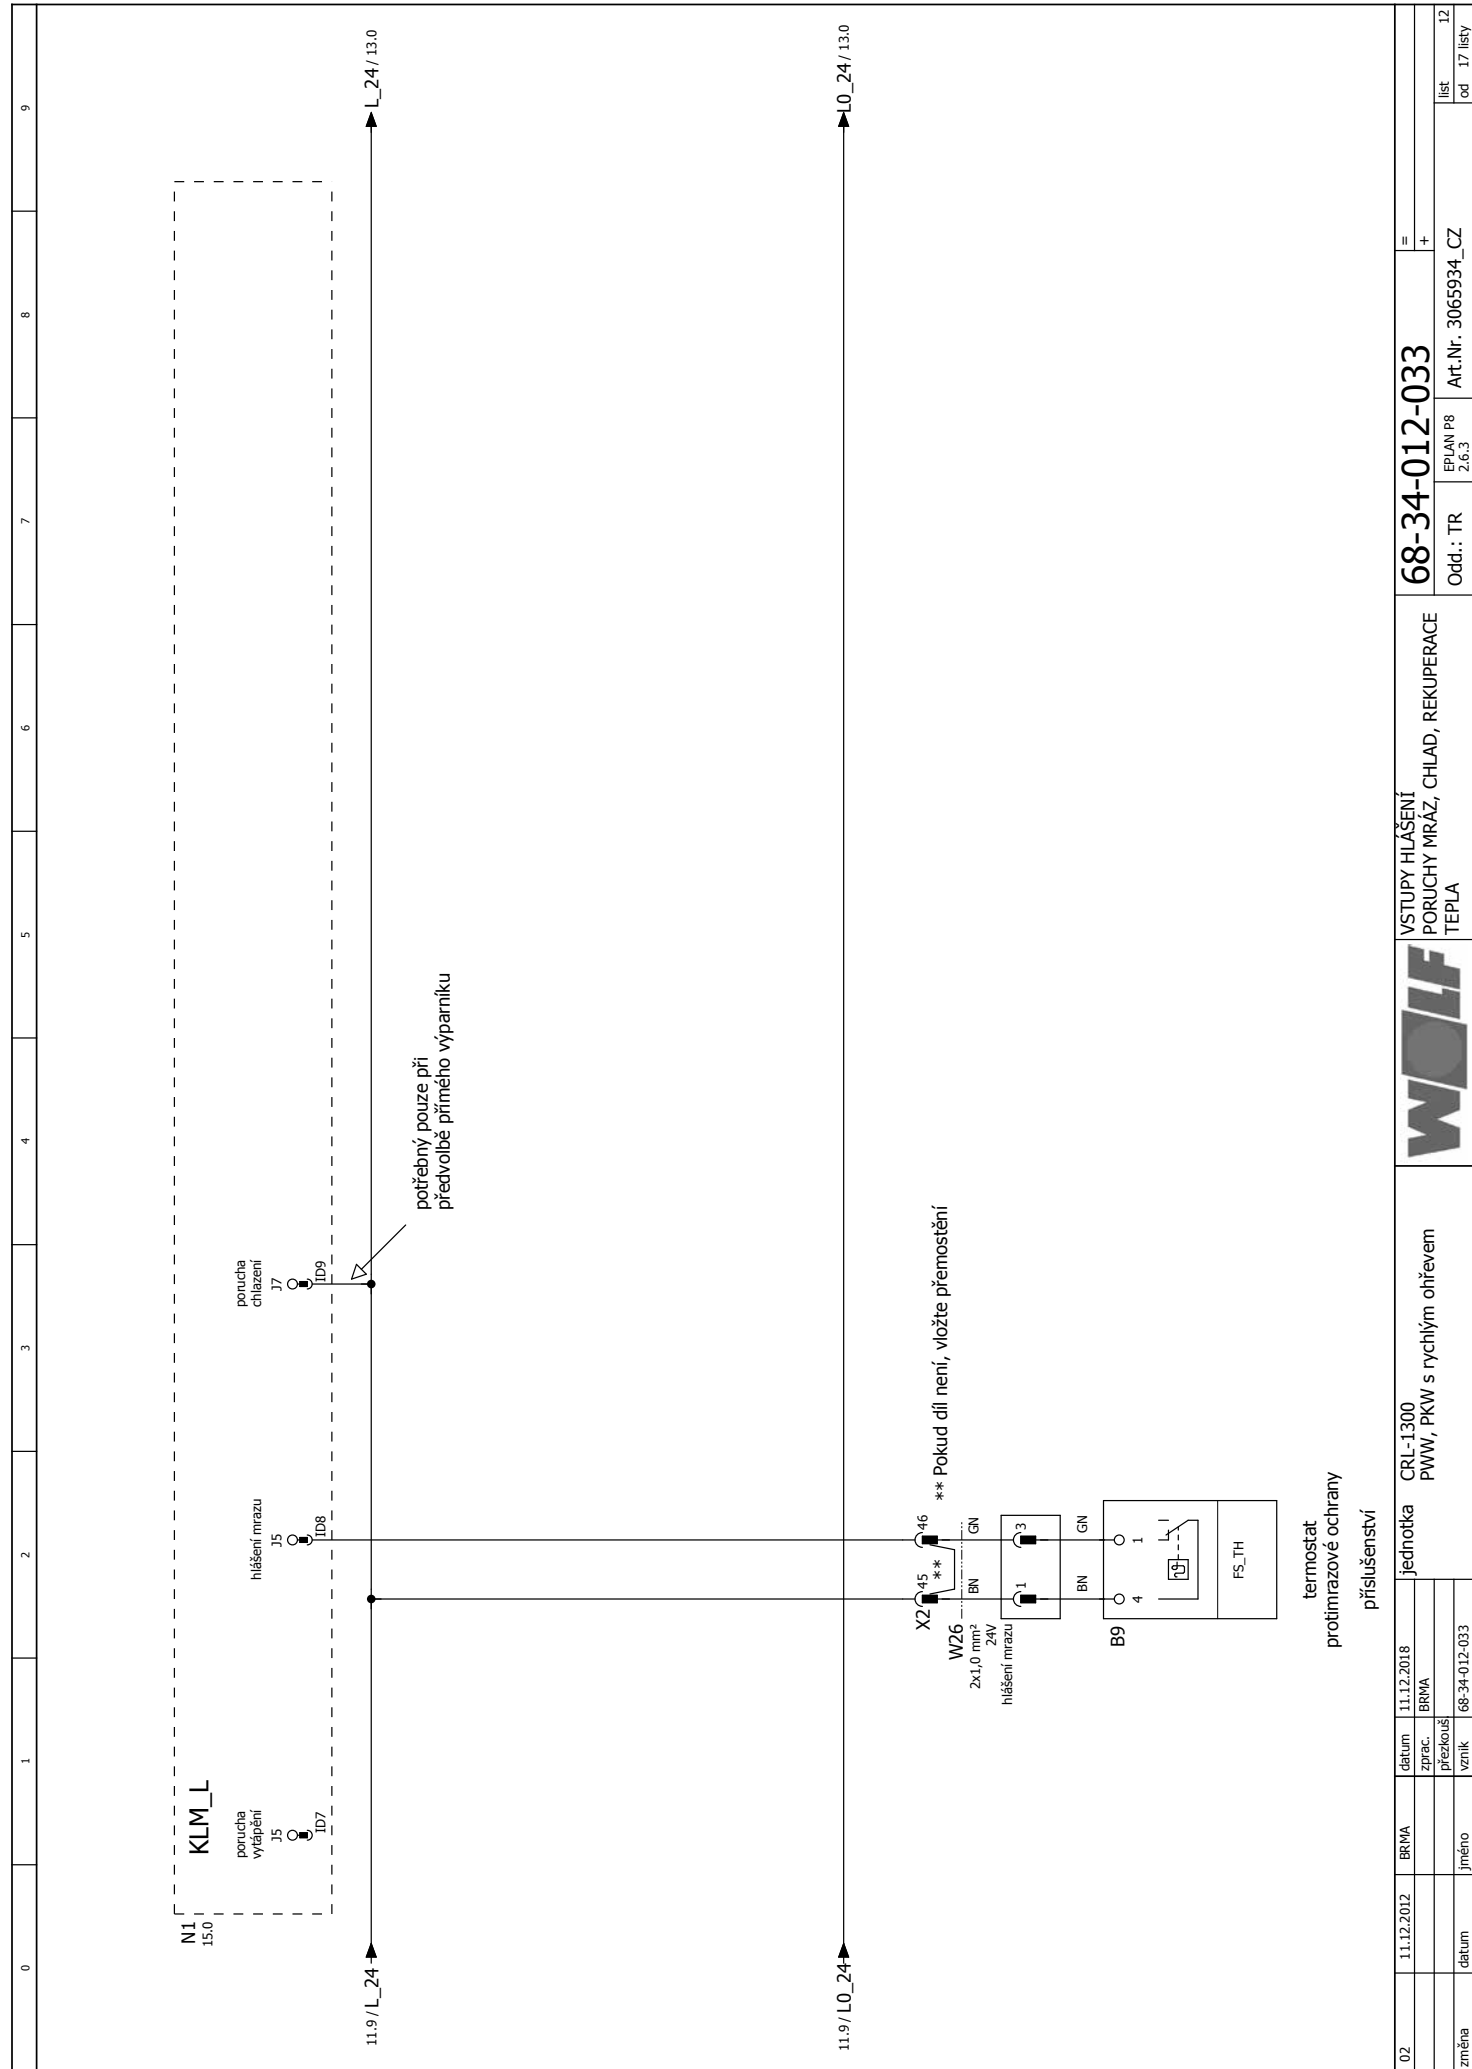 0 1 2 3 4 5 6 7 8 9
N1
15.0
KLM_L
porucha
vytápění
J5
ID7
hlášení mrazu
J5
ID8
porucha
chlazení
J7
ID9
11.9 / L_24
L_24 / 13.0
potřebný pouze při
předvolbě přímého výparníku
11.9 / L0_24
L0_24 / 13.0
X2 45 46
**
** Pokud díl není, vložte přemostění
W26
2x1,0 mm²
24V
hlášení mrazu
BN GN
1 3
BN GN
B9
4 1
ϑ
FS_TH
termostat
protimrazové ochrany
příslušenství
02 11.12.2012 BRMA
změna datum jméno
datum 11.12.2018
zprac. BRMA
přezkouš.
vznik 68-34-012-033
jednotka CRL-1300
PWW, PKW s rychlým ohřevem
WOLF
VSTUPY HLÁŠENÍ
PORUCHY MRÁZ, CHLAD, REKUPERACE
TEPLA
68-34-012-033
Odd.: TR
EPLAN P8
2.6.3
Art.Nr. 3065934_CZ
=
+
list 12
od 17 listy